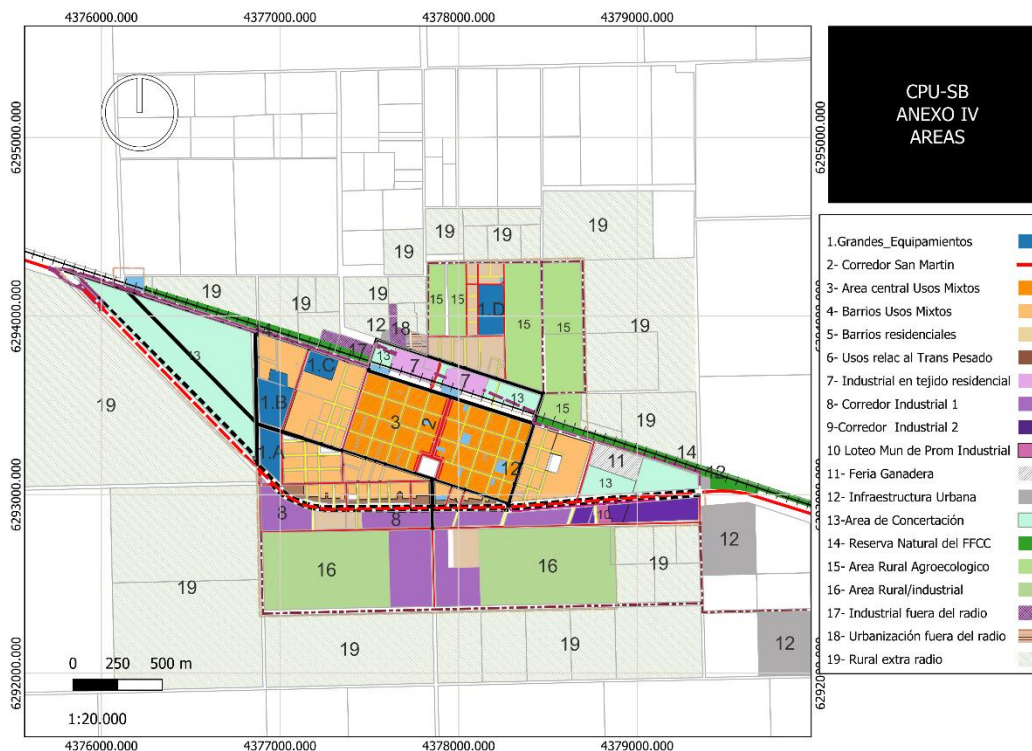 4376000.000 4377000.000 4378000.000 4379000.000
6295000.000 6295000.000
6294000.000 6294000.000
6293000.000 6293000.000
6292000.000 6292000.000
CPU-SB
ANEXO IV
AREAS
1.Grandes_Equipamientos
2- Corredor San Martin
3- Area central Usos Mixtos
4- Barrios Usos Mixtos
5- Barrios residenciales
6- Usos relac al Trans Pesado
7- Industrial en tejido residencial
8- Corredor Industrial 1
9-Corredor Industrial 2
10 Loteo Mun de Prom Industrial
11- Feria Ganadera
12- Infraestructura Urbana
13-Area de Concertación
14- Reserva Natural del FFCC
15- Area Rural Agroecologico
16- Area Rural/industrial
17- Industrial fuera del radio
18- Urbanización fuera del radio
19- Rural extra radio
19
19 19 19
19 19 19 15 15 1.D
12 18 15 15 19
13 17 13 7 7 13
1.C
19 1.B 3 2 15 19
1.A 12 11 14 12
13
8 8 10
12
16 16 19
19
19 19 12
0 250 500 m
1:20.000
4376000.000 4377000.000 4378000.000 4379000.000